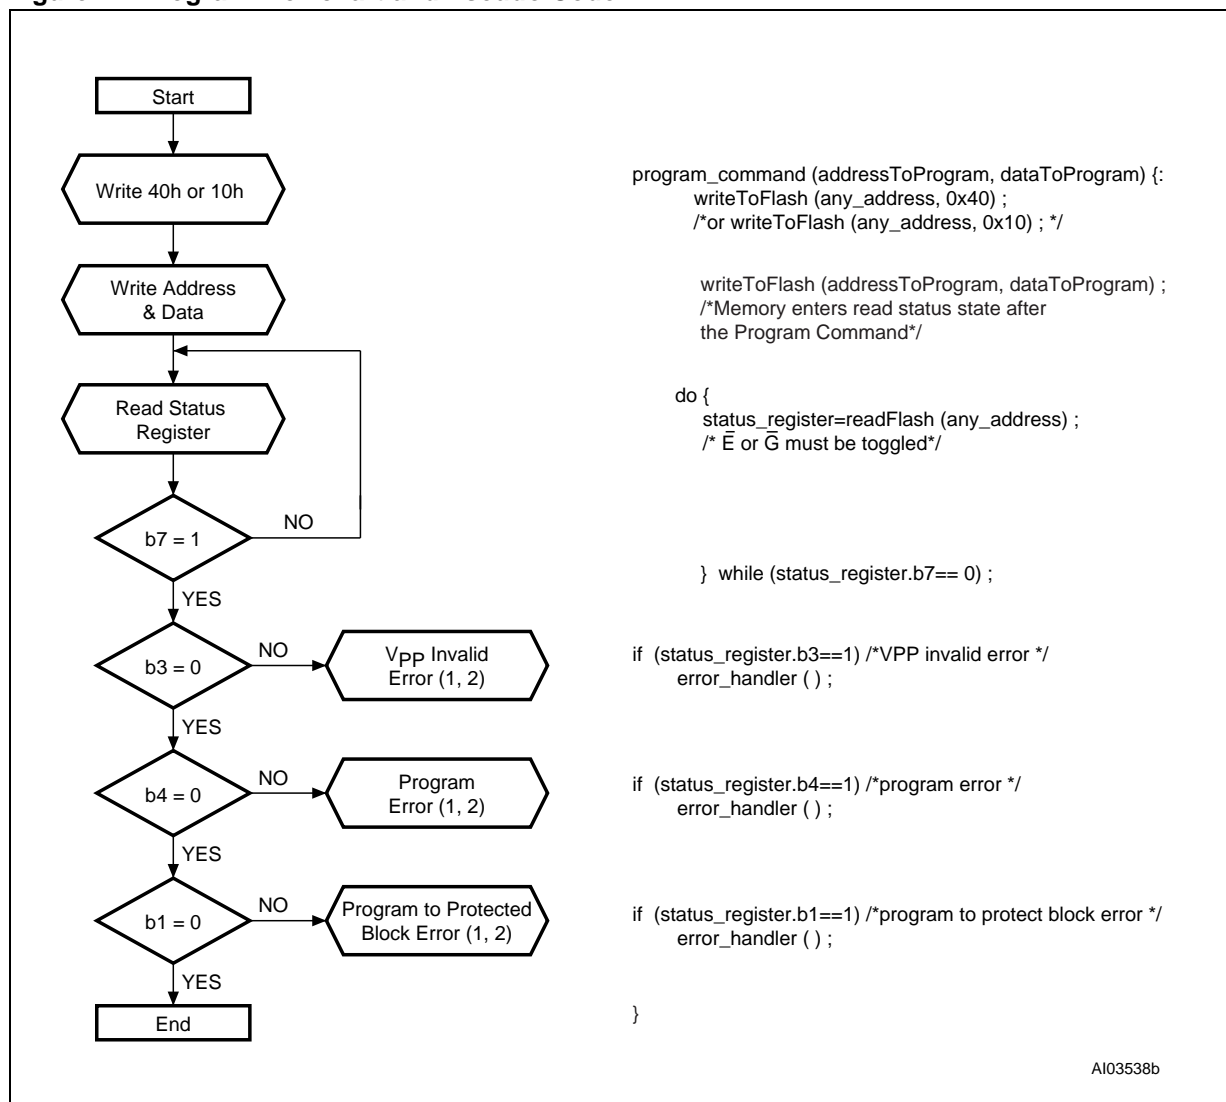 Start
Write 40h or 10h
Write Address
& Data
Read Status
Register
b7 = 1
NO
YES
b3 = 0
NO
VPP Invalid
Error (1, 2)
YES
b4 = 0
NO
Program
Error (1, 2)
YES
b1 = 0
NO
Program to Protected
Block Error (1, 2)
YES
End
program_command (addressToProgram, dataToProgram) {:
writeToFlash (any_address, 0x40) ;
/*or writeToFlash (any_address, 0x10) ; */
writeToFlash (addressToProgram, dataToProgram) ;
/*Memory enters read status state after
the Program Command*/
do {
status_register=readFlash (any_address) ;
/* E̅ or G̅ must be toggled*/
} while (status_register.b7== 0) ;
if (status_register.b3==1) /*VPP invalid error */
error_handler ( ) ;
if (status_register.b4==1) /*program error */
error_handler ( ) ;
if (status_register.b1==1) /*program to protect block error */
error_handler ( ) ;
}
AI03538b